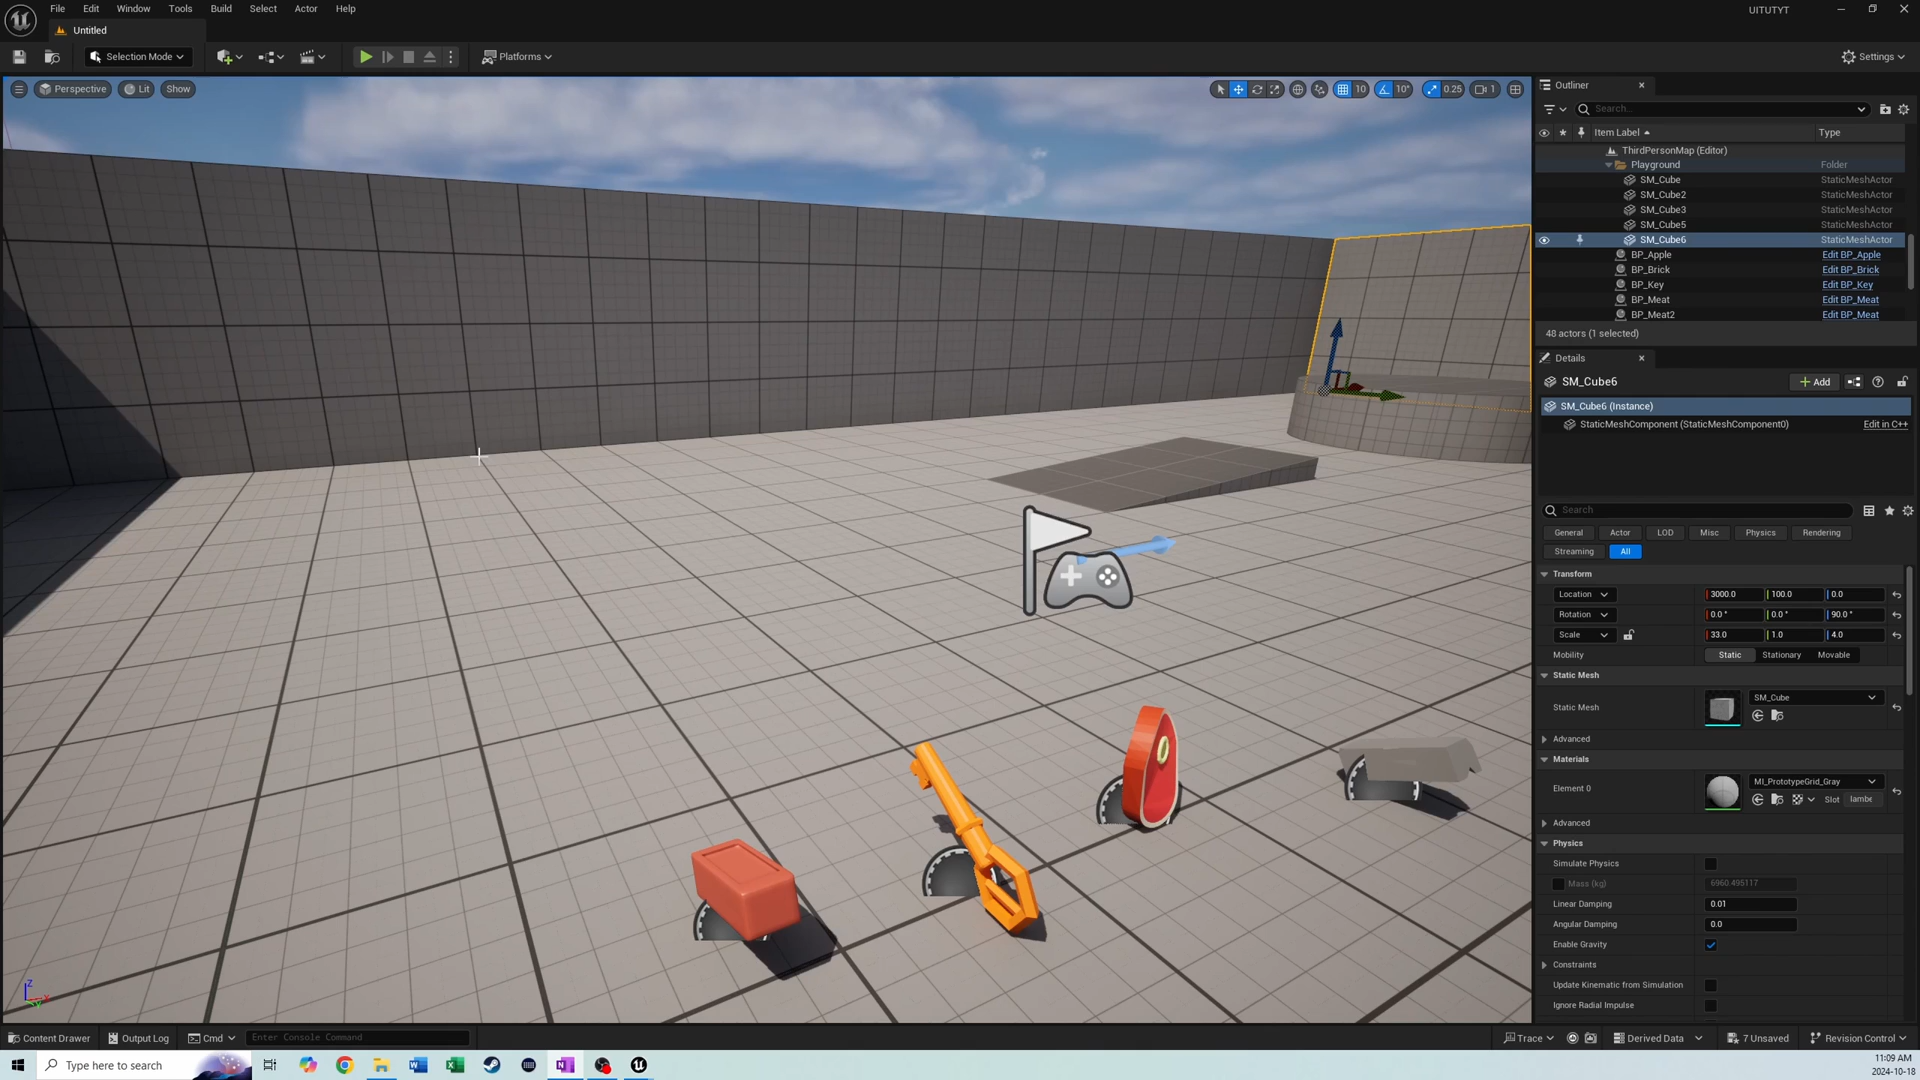 File Edit Window Tools Build Select Actor Help
UITUTYT
Untitled
Selection Mode
Platforms
Settings
Perspective Lit Show
10 10° 0.25 1
Outliner
Search...
Item Label Type
ThirdPersonMap (Editor)
Playground Folder
SM_Cube StaticMeshActor
SM_Cube2 StaticMeshActor
SM_Cube3 StaticMeshActor
SM_Cube5 StaticMeshActor
SM_Cube6 StaticMeshActor
BP_Apple Edit BP_Apple
BP_Brick Edit BP_Brick
BP_Key Edit BP_Key
BP_Meat Edit BP_Meat
BP_Meat2 Edit BP_Meat
48 actors (1 selected)
Details
SM_Cube6
Add
SM_Cube6 (Instance)
StaticMeshComponent (StaticMeshComponent0) Edit in C++
Search
General Actor LOD Misc Physics Rendering
Streaming All
Transform
Location 3000.0 100.0 0.0
Rotation 0.0 ° 0.0 ° 90.0 °
Scale 33.0 1.0 4.0
Mobility Static Stationary Movable
Static Mesh
Static Mesh SM_Cube
Advanced
Materials
Element 0 MI_PrototypeGrid_Gray
Slot lambe
Advanced
Physics
Simulate Physics
Mass (kg) 6960.495117
Linear Damping 0.01
Angular Damping 0.0
Enable Gravity
Constraints
Update Kinematic from Simulation
Ignore Radial Impulse
Z
X
Y
Content Drawer Output Log Cmd Enter Console Command
Trace Derived Data 7 Unsaved Revision Control
Type here to search
11:09 AM
2024-10-18